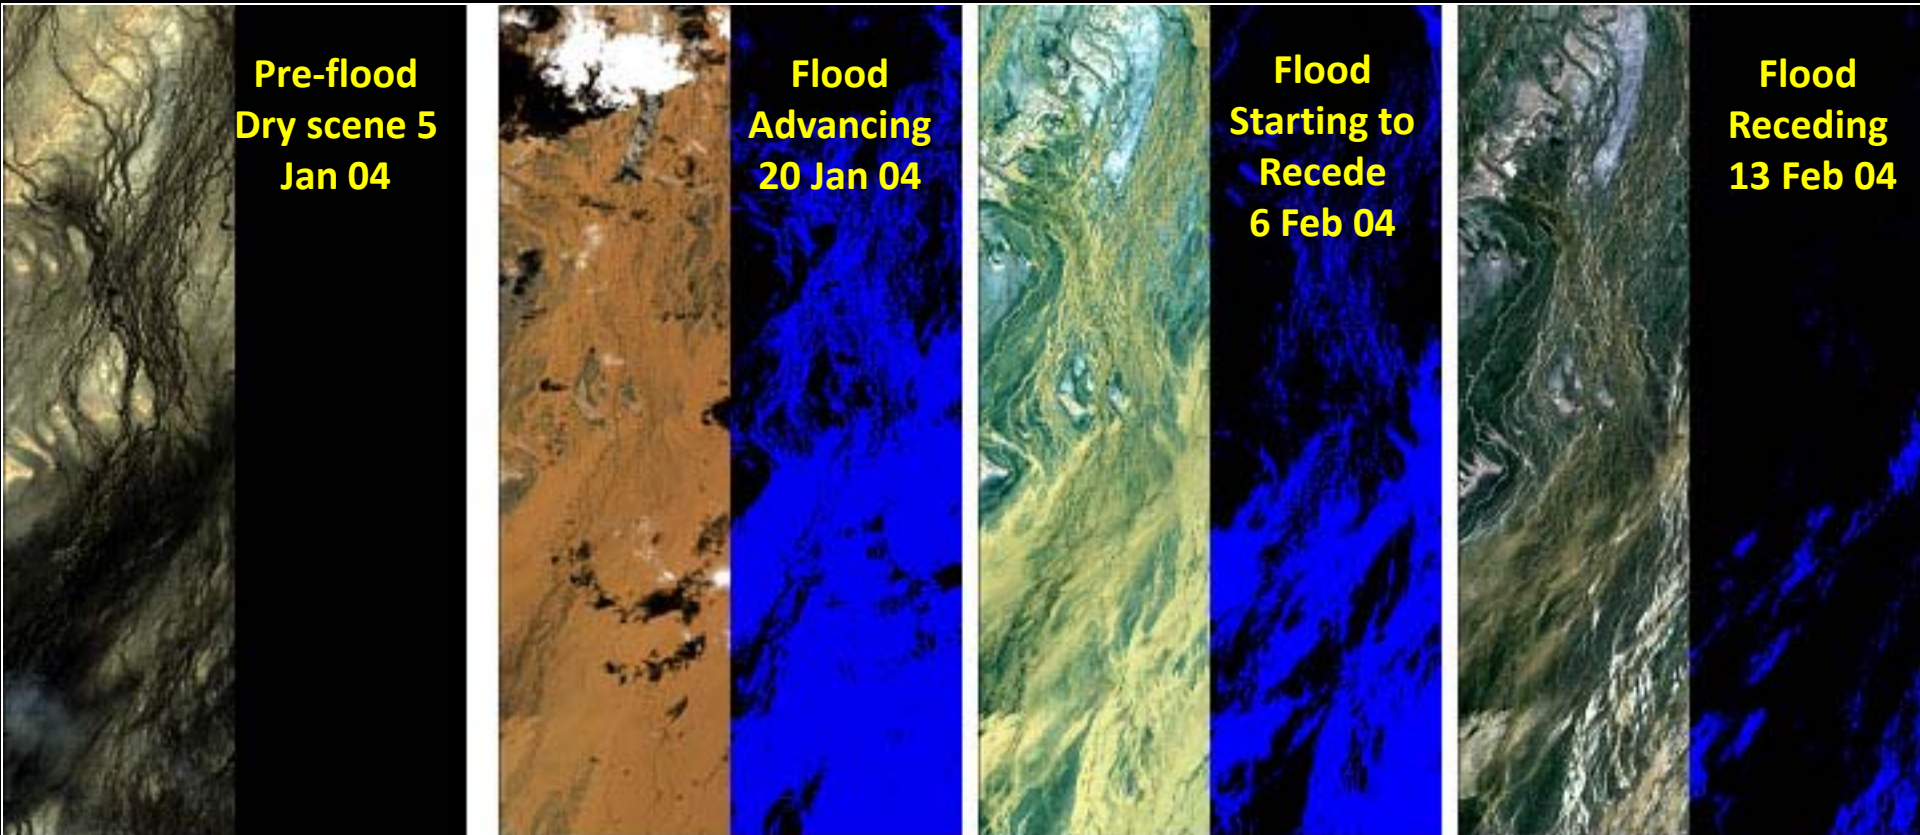 Pre-flood
Dry scene 5
Jan 04
Flood
Advancing
20 Jan 04
Flood
Starting to
Recede
6 Feb 04
Flood
Receding
13 Feb 04